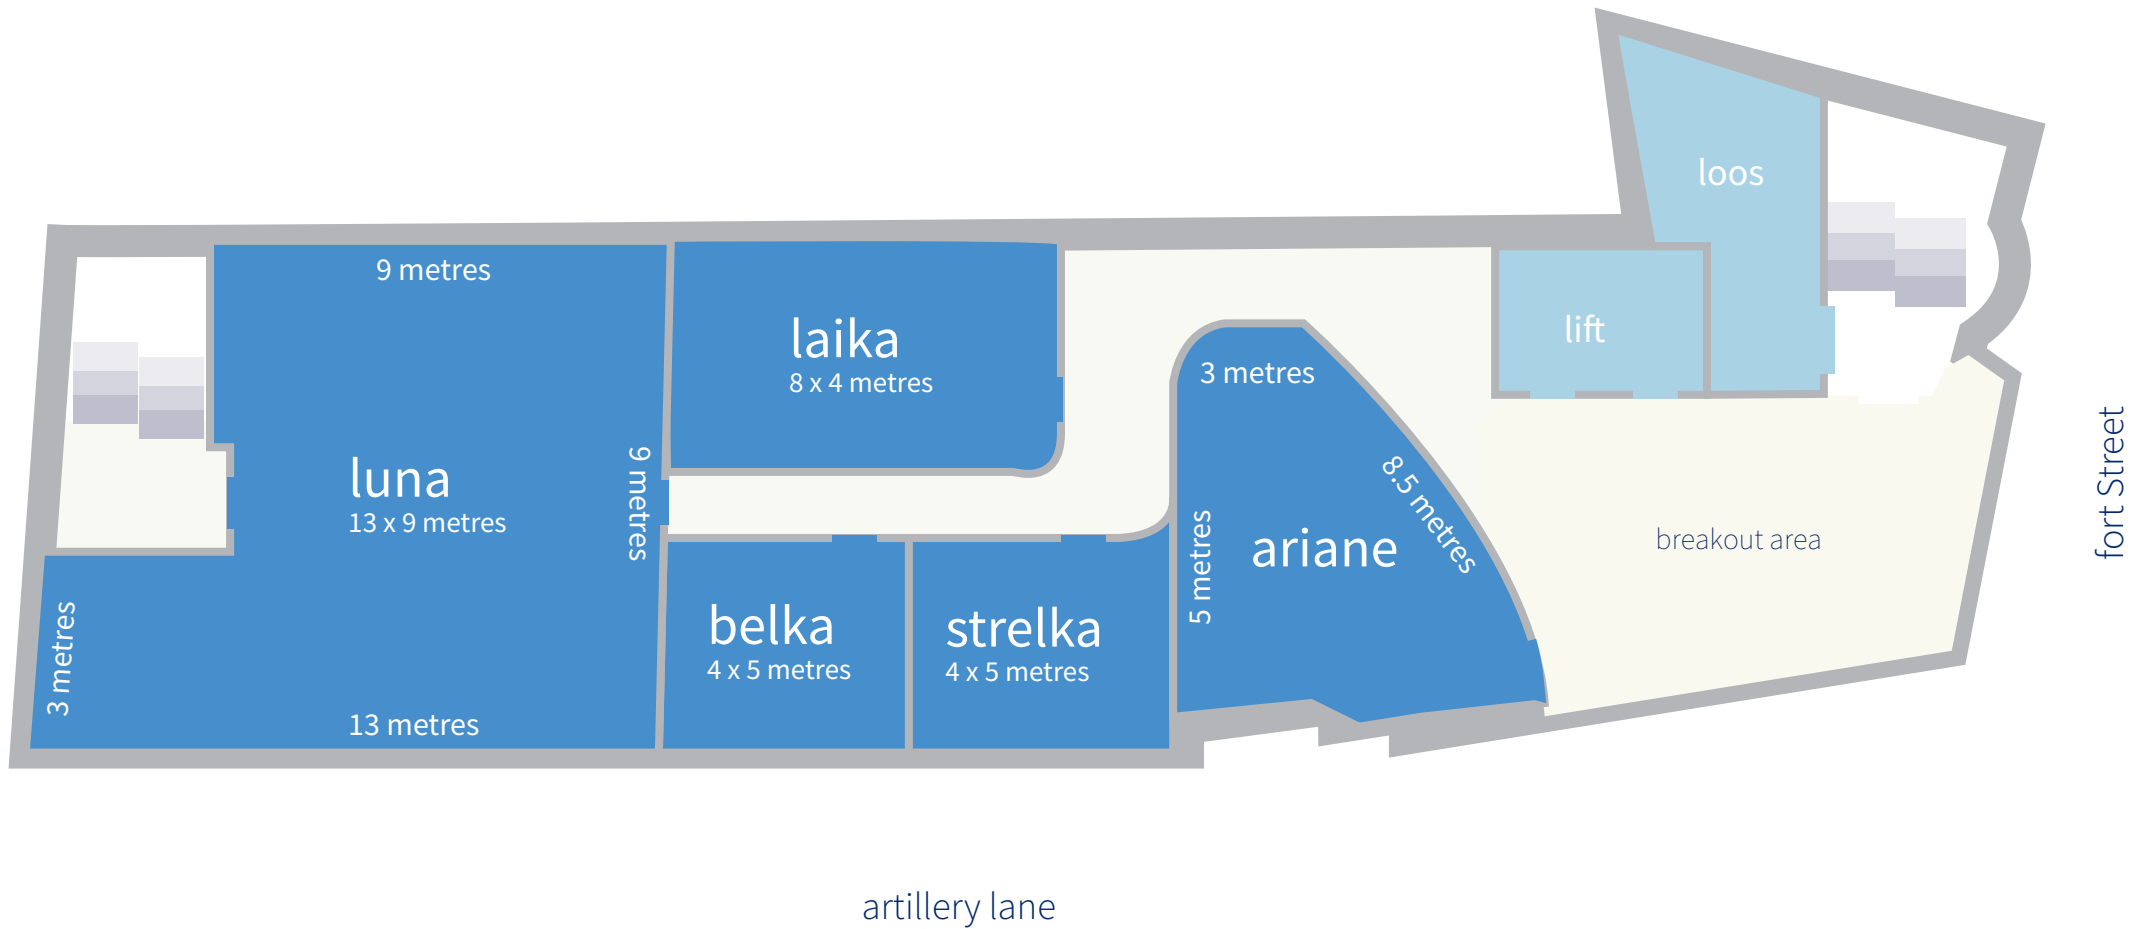 loos
9 metres
laika
8 x 4 metres
lift
3 metres
luna
13 x 9 metres
9 metres
8.5 metres
ariane
5 metres
breakout area
fort Street
belka
4 x 5 metres
strelka
4 x 5 metres
3 metres
13 metres
artillery lane